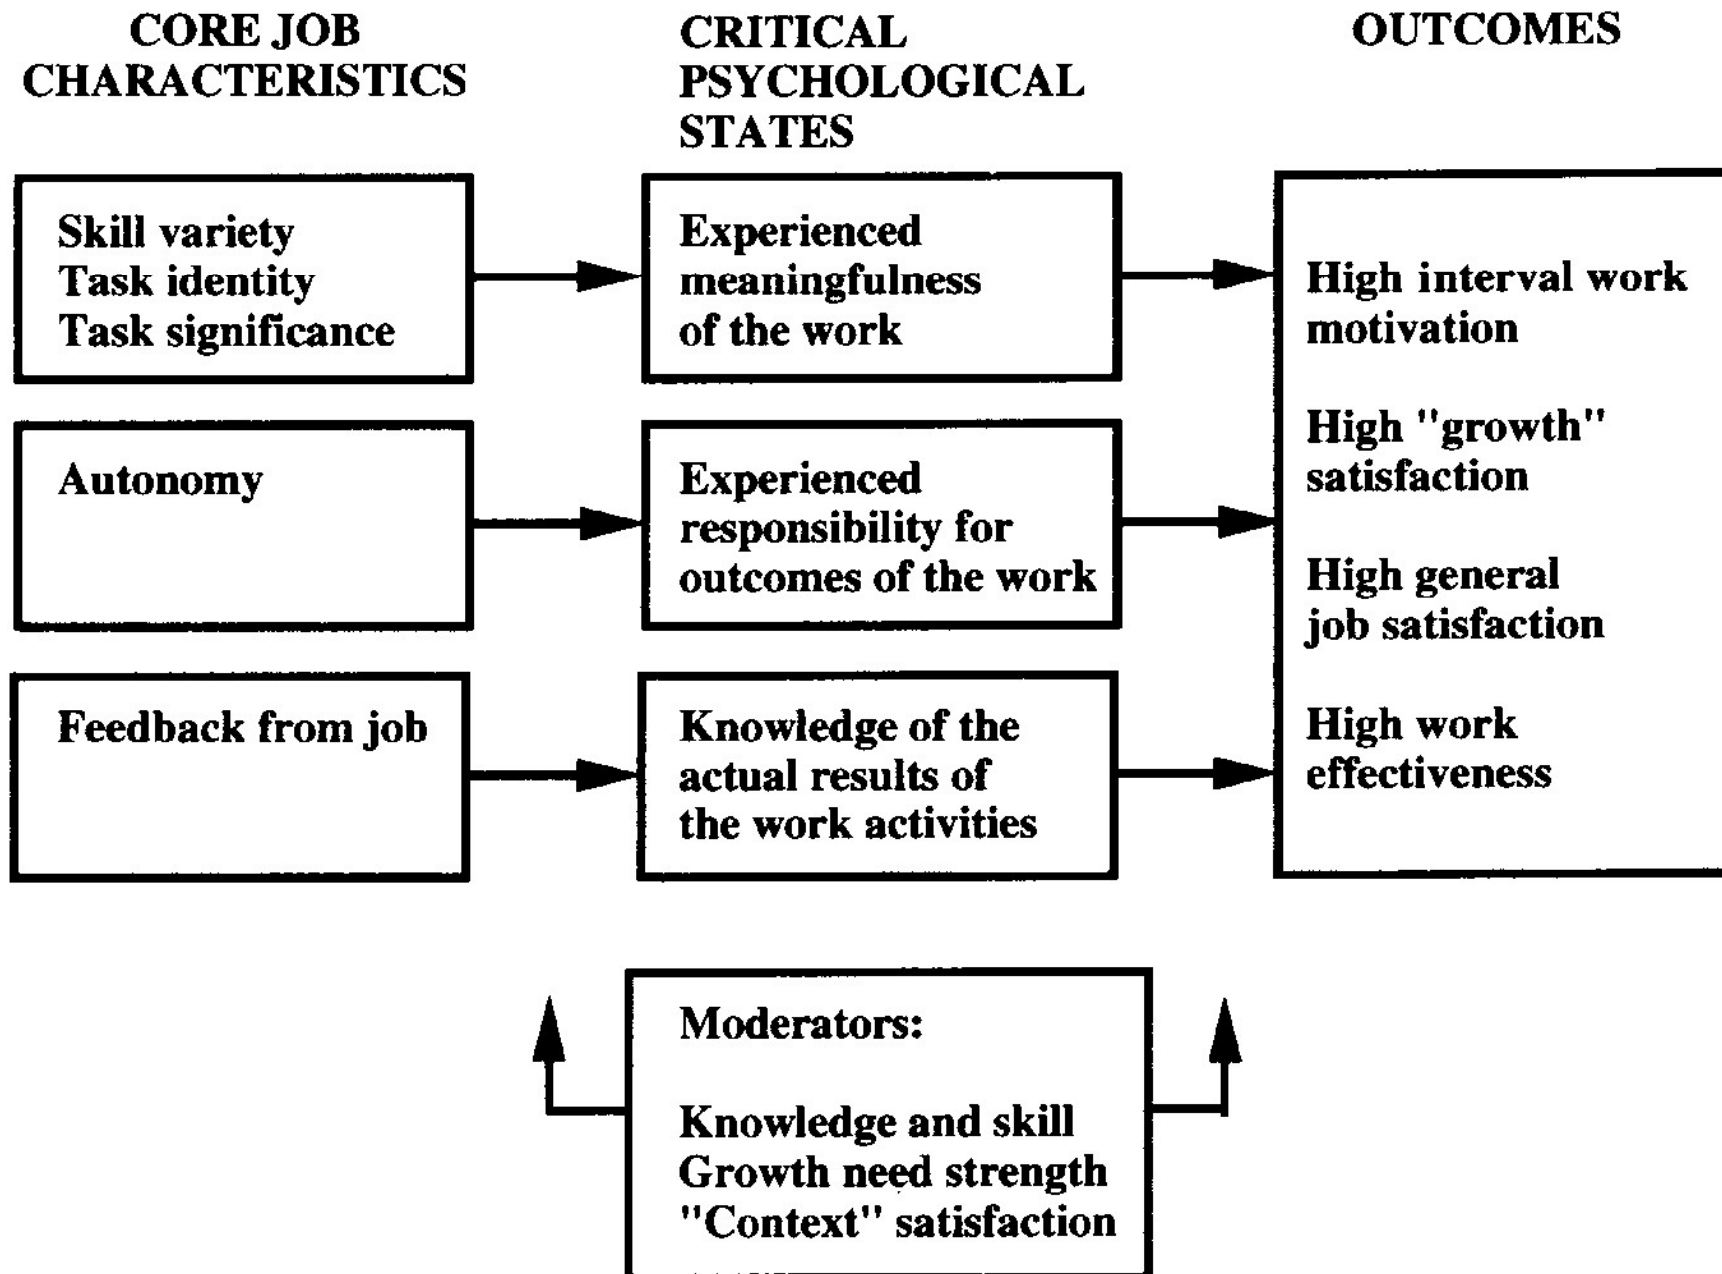 CORE JOB
CHARACTERISTICS
CRITICAL
PSYCHOLOGICAL
STATES
OUTCOMES
Skill variety
Task identity
Task significance
Experienced
meaningfulness
of the work
High interval work
motivation
High "growth"
satisfaction
High general
job satisfaction
High work
effectiveness
Autonomy
Experienced
responsibility for
outcomes of the work
Feedback from job
Knowledge of the
actual results of
the work activities
Moderators:
Knowledge and skill
Growth need strength
"Context" satisfaction